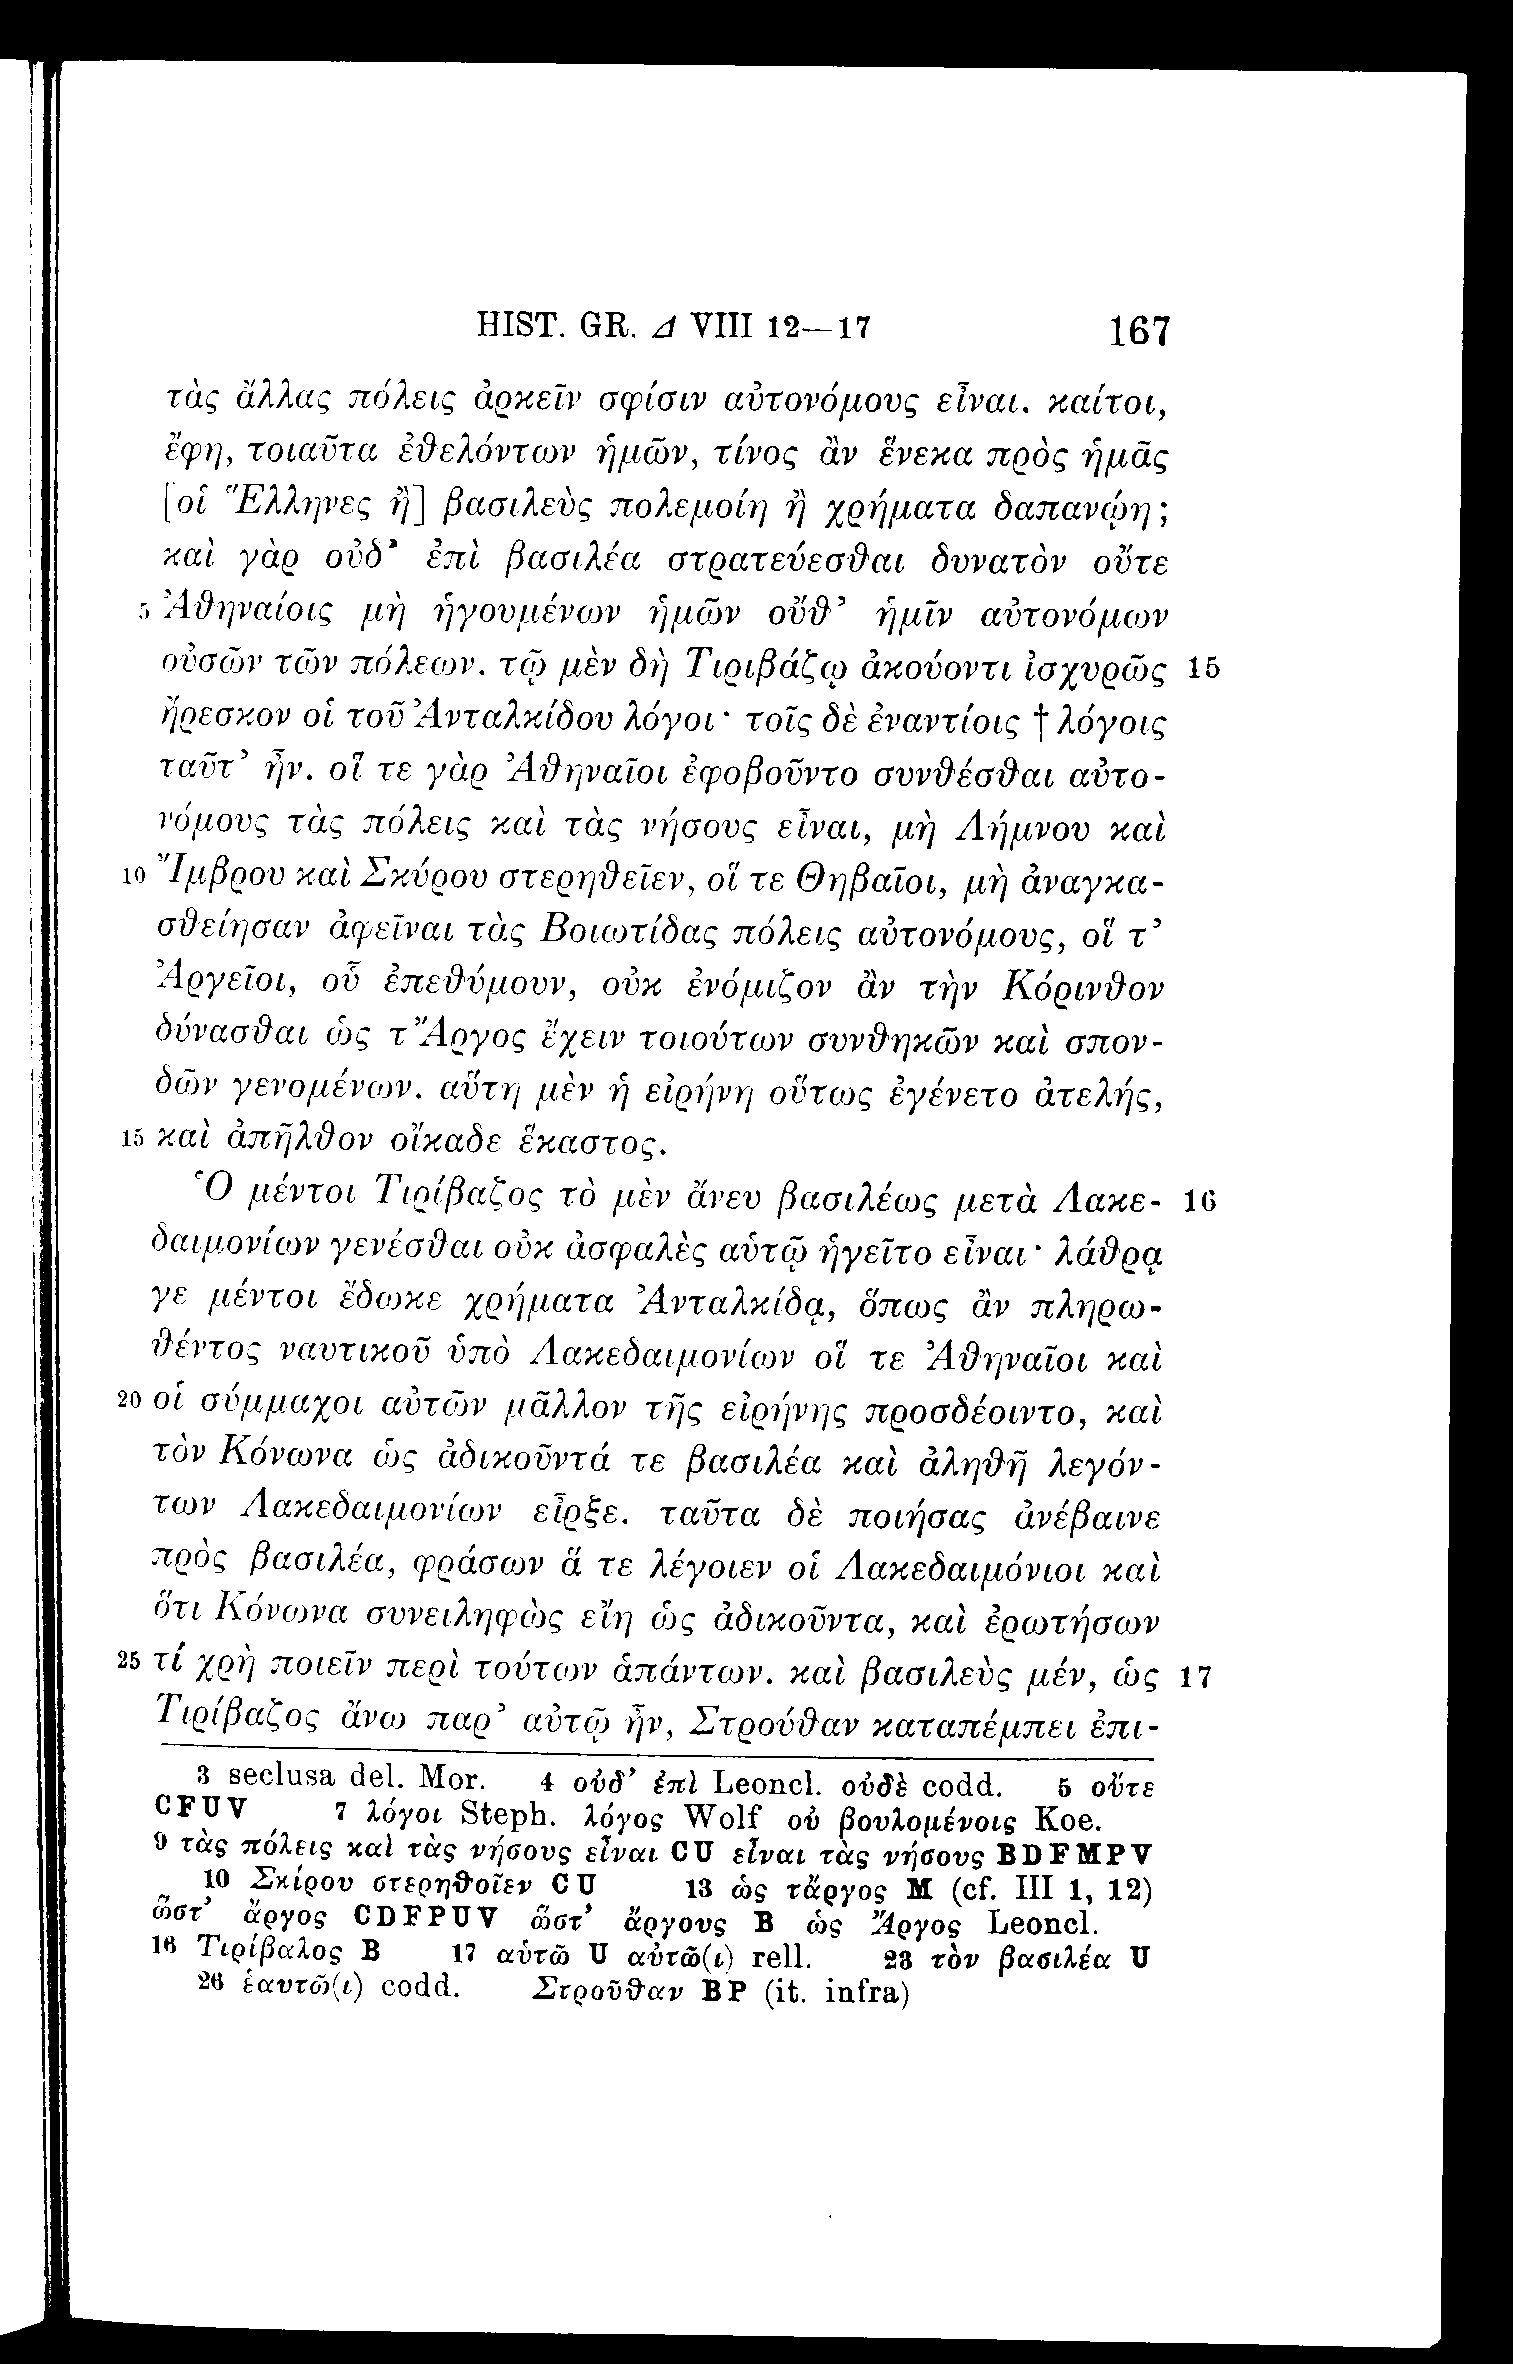 HIST. GR. Δ VIII 12—17 167
τὰς ἄλλας πόλεις ἀρκεῖν σφίσιν αὐτονόμους εἶναι. καίτοι,
ἔφη, τοιαῦτα ἐθελόντων ἡμῶν, τίνος ἂν ἕνεκα πρὸς ἡμᾶς
[οἱ Ἕλληνες ἢ] βασιλεὺς πολεμοίη ἢ χρήματα δαπανῴη;
καὶ γὰρ οὐδ’ ἐπὶ βασιλέα στρατεύεσθαι δυνατὸν οὔτε
5 Ἀθηναίοις μὴ ἡγουμένων ἡμῶν οὔθ’ ἡμῖν αὐτονόμων
οὐσῶν τῶν πόλεων. τῷ μὲν δὴ Τιριβάζῳ ἀκούοντι ἰσχυρῶς 15
ἤρεσκον οἱ τοῦ Ἀνταλκίδου λόγοι· τοῖς δὲ ἐναντίοις † λόγοις
ταῦτ’ ἦν. οἵ τε γὰρ Ἀθηναῖοι ἐφοβοῦντο συνθέσθαι αὐτο-
νόμους τὰς πόλεις καὶ τὰς νήσους εἶναι, μὴ Λήμνου καὶ
10 Ἴμβρου καὶ Σκύρου στερηθεῖεν, οἵ τε Θηβαῖοι, μὴ ἀναγκα-
σθείησαν ἀφεῖναι τὰς Βοιωτίδας πόλεις αὐτονόμους, οἵ τ’
Ἀργεῖοι, οὗ ἐπεθύμουν, οὐκ ἐνόμιζον ἂν τὴν Κόρινθον
δύνασθαι ὡς τ Ἄργος ἔχειν τοιούτων συνθηκῶν καὶ σπον-
δῶν γενομένων. αὕτη μὲν ἡ εἰρήνη οὕτως ἐγένετο ἀτελής,
15 καὶ ἀπῆλθον οἴκαδε ἕκαστος.
Ὁ μέντοι Τιρίβαζος τὸ μὲν ἄνευ βασιλέως μετὰ Λακε- 16
δαιμονίων γενέσθαι οὐκ ἀσφαλὲς αὑτῷ ἡγεῖτο εἶναι· λάθρᾳ
γε μέντοι ἔδωκε χρήματα Ἀνταλκίδᾳ, ὅπως ἂν πληρω-
θέντος ναυτικοῦ ὑπὸ Λακεδαιμονίων οἵ τε Ἀθηναῖοι καὶ
20 οἱ σύμμαχοι αὐτῶν μᾶλλον τῆς εἰρήνης προσδέοιντο, καὶ
τὸν Κόνωνα ὡς ἀδικοῦντά τε βασιλέα καὶ ἀληθῆ λεγόν-
των Λακεδαιμονίων εἷρξε. ταῦτα δὲ ποιήσας ἀνέβαινε
πρὸς βασιλέα, φράσων ἅ τε λέγοιεν οἱ Λακεδαιμόνιοι καὶ
ὅτι Κόνωνα συνειληφὼς εἴη ὡς ἀδικοῦντα, καὶ ἐρωτήσων
25 τί χρὴ ποιεῖν περὶ τούτων ἁπάντων. καὶ βασιλεὺς μέν, ὡς 17
Τιρίβαζος ἄνω παρ’ αὐτῷ ἦν, Στρούθαν καταπέμπει ἐπι-
3 seclusa del. Mor. 4 οὐδ’ ἐπὶ Leoncl. οὐδὲ codd. 5 οὔτε
CFUV 7 λόγοι Steph. λόγος Wolf οὐ βουλομένοις Koe.
9 τὰς πόλεις καὶ τὰς νήσους εἶναι CU εἶναι τὰς νήσους BDFMPV
10 Σκίρου στερηθοῖεν CU 13 ὡς τἄργος M (cf. III 1, 12)
ὥστ’ ἄργος CDFPUV ὥστ’ ἄργους B ὡς Ἄργος Leoncl.
16 Τιρίβαλος B 17 αὑτῶ U αὐτῶ(ι) rell. 23 τὸν βασιλέα U
26 ἑαυτῶ(ι) codd. Στροῦθαν BP (it. infra)